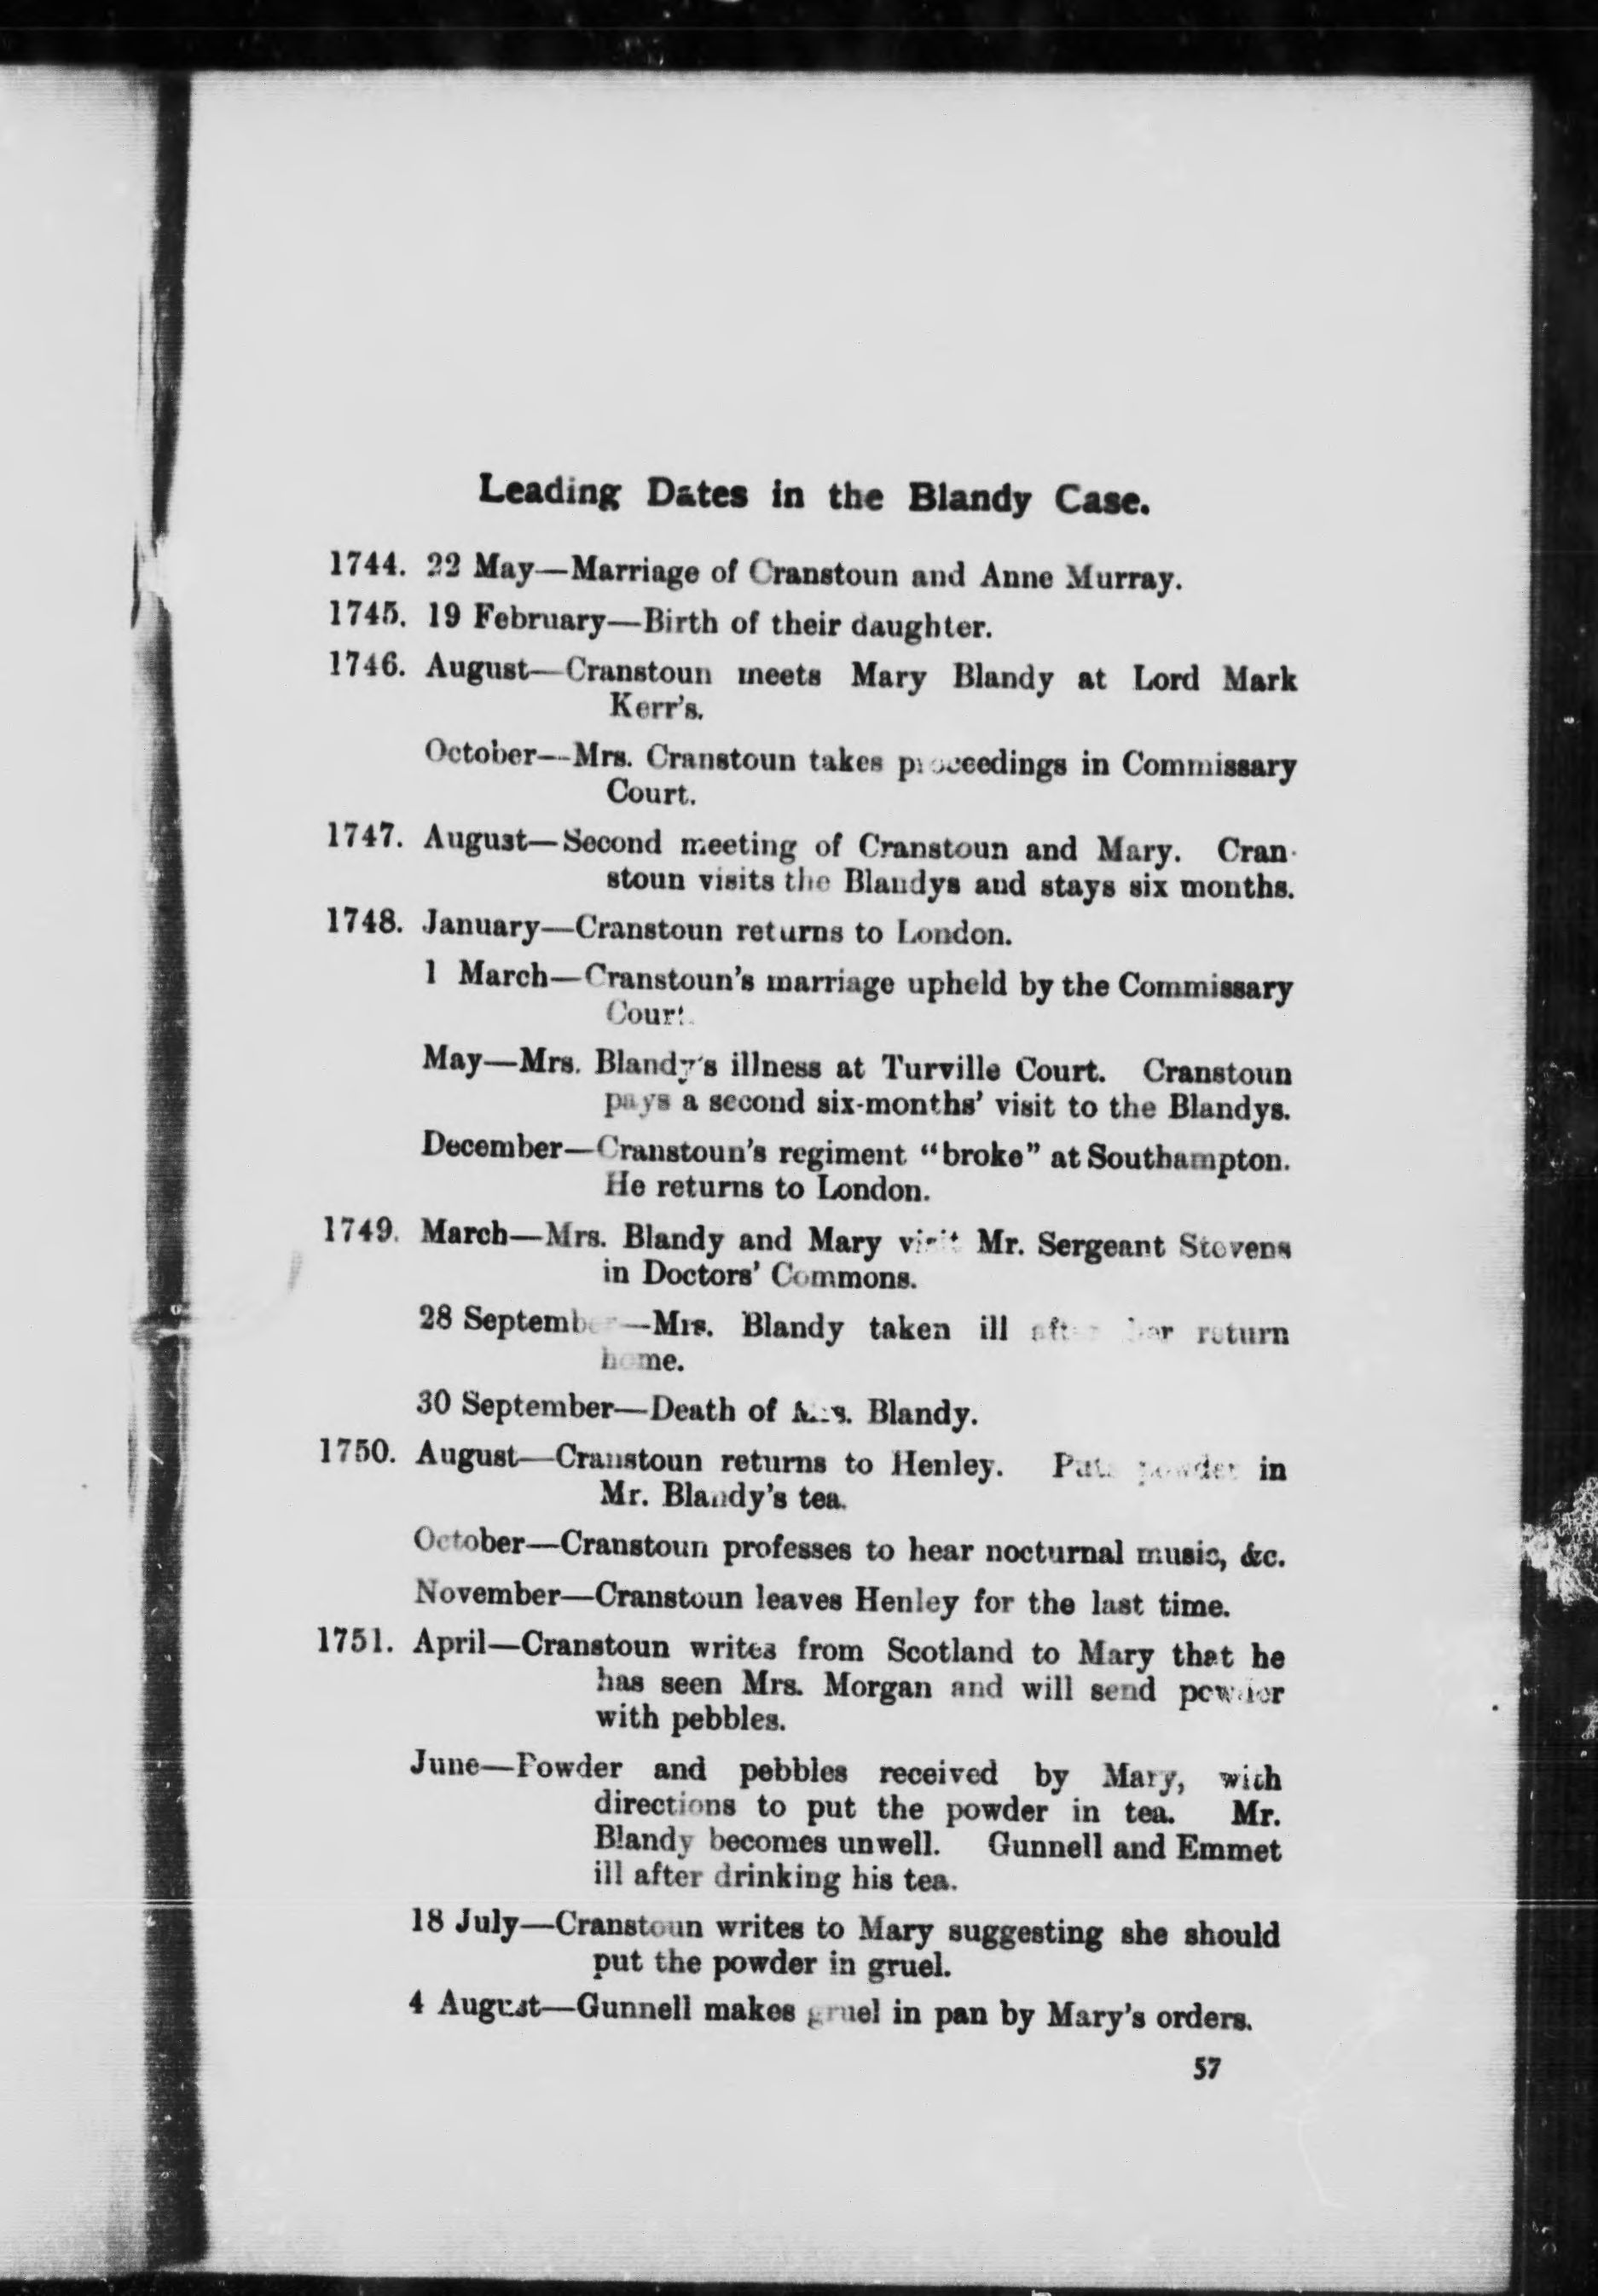 Leading Dates in the Blandy Case.
1744. 22 May—Marriage of Cranstoun and Anne Murray.
1745. 19 February—Birth of their daughter.
1746. August—Cranstoun meets Mary Blandy at Lord Mark
Kerr's.
October—Mrs. Cranstoun takes proceedings in Commissary
Court.
1747. August—Second meeting of Cranstoun and Mary. Cran-
stoun visits the Blandys and stays six months.
1748. January—Cranstoun returns to London.
1 March—Cranstoun's marriage upheld by the Commissary
Court.
May—Mrs. Blandy's illness at Turville Court. Cranstoun
pays a second six-months' visit to the Blandys.
December—Cranstoun's regiment "broke" at Southampton.
He returns to London.
1749. March—Mrs. Blandy and Mary visit Mr. Sergeant Stevens
in Doctors' Commons.
28 September—Mrs. Blandy taken ill after her return
home.
30 September—Death of Mrs. Blandy.
1750. August—Cranstoun returns to Henley. Puts powder in
Mr. Blandy's tea.
October—Cranstoun professes to hear nocturnal music, &c.
November—Cranstoun leaves Henley for the last time.
1751. April—Cranstoun writes from Scotland to Mary that he
has seen Mrs. Morgan and will send powder
with pebbles.
June—Powder and pebbles received by Mary, with
directions to put the powder in tea. Mr.
Blandy becomes unwell. Gunnell and Emmet
ill after drinking his tea.
18 July—Cranstoun writes to Mary suggesting she should
put the powder in gruel.
4 August—Gunnell makes gruel in pan by Mary's orders.
57